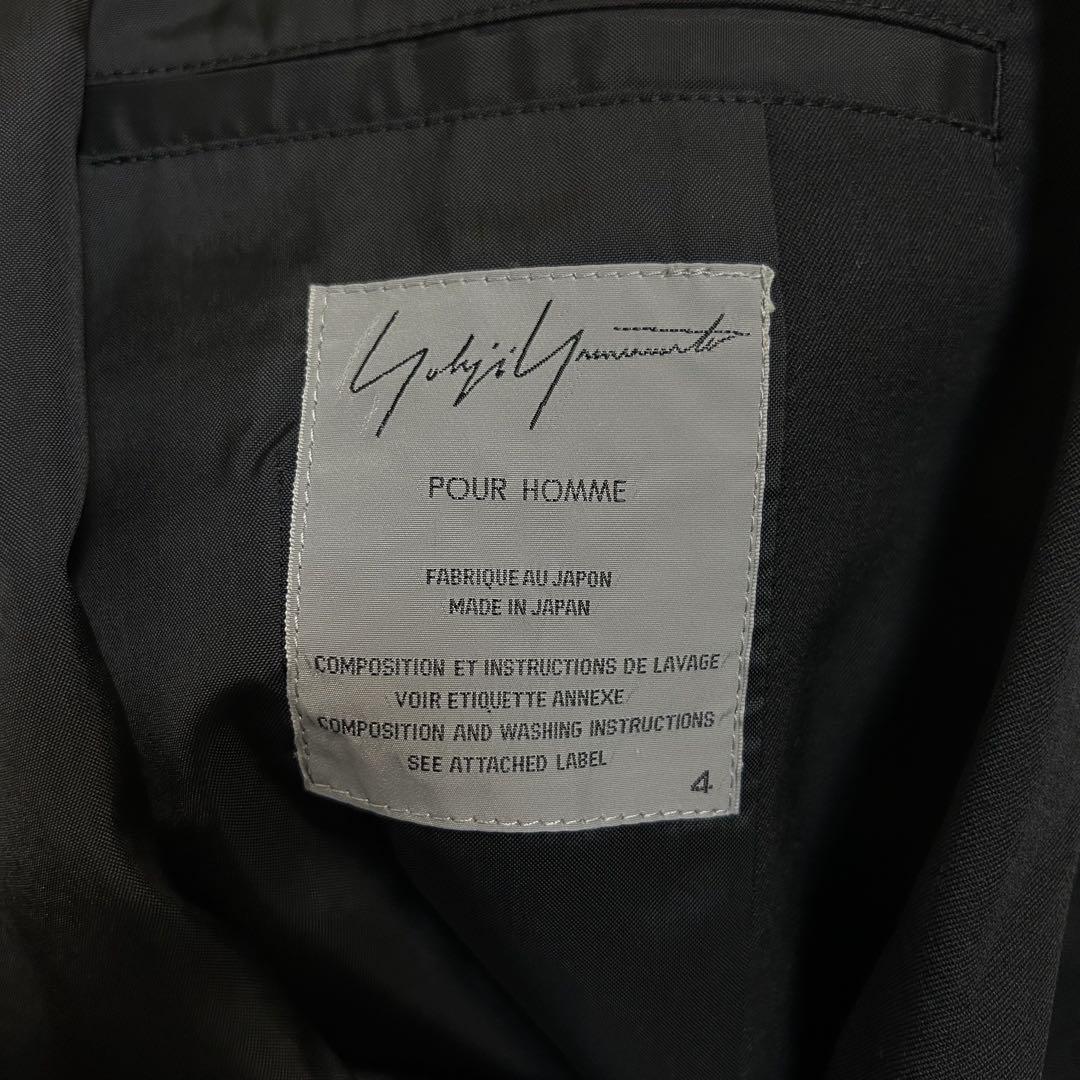 Yohji Yamamoto
POUR HOMME
FABRIQUE AU JAPON
MADE IN JAPAN
COMPOSITION ET INSTRUCTIONS DE LAVAGE
VOIR ETIQUETTE ANNEXE
COMPOSITION AND WASHING INSTRUCTIONS
SEE ATTACHED LABEL
4